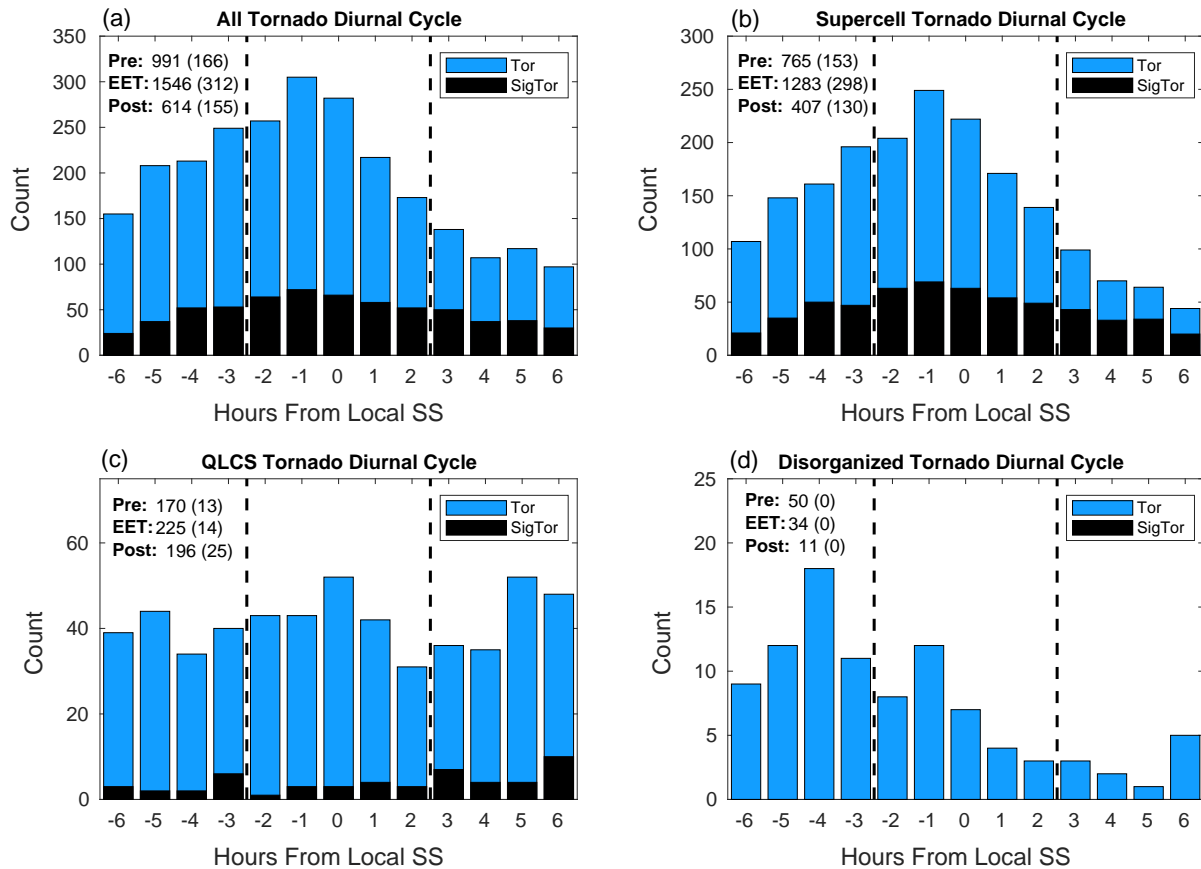 (a)
All Tornado Diurnal Cycle
Pre: 991 (166)
EET: 1546 (312)
Post: 614 (155)
Tor
SigTor
350
300
250
200
150
100
50
0
Count
-6 -5 -4 -3 -2 -1 0 1 2 3 4 5 6
Hours From Local SS
(b)
Supercell Tornado Diurnal Cycle
Pre: 765 (153)
EET: 1283 (298)
Post: 407 (130)
Tor
SigTor
300
250
200
150
100
50
0
Count
-6 -5 -4 -3 -2 -1 0 1 2 3 4 5 6
Hours From Local SS
(c)
QLCS Tornado Diurnal Cycle
Pre: 170 (13)
EET: 225 (14)
Post: 196 (25)
Tor
SigTor
60
40
20
0
Count
-6 -5 -4 -3 -2 -1 0 1 2 3 4 5 6
Hours From Local SS
(d)
Disorganized Tornado Diurnal Cycle
Pre: 50 (0)
EET: 34 (0)
Post: 11 (0)
Tor
SigTor
25
20
15
10
5
0
Count
-6 -5 -4 -3 -2 -1 0 1 2 3 4 5 6
Hours From Local SS